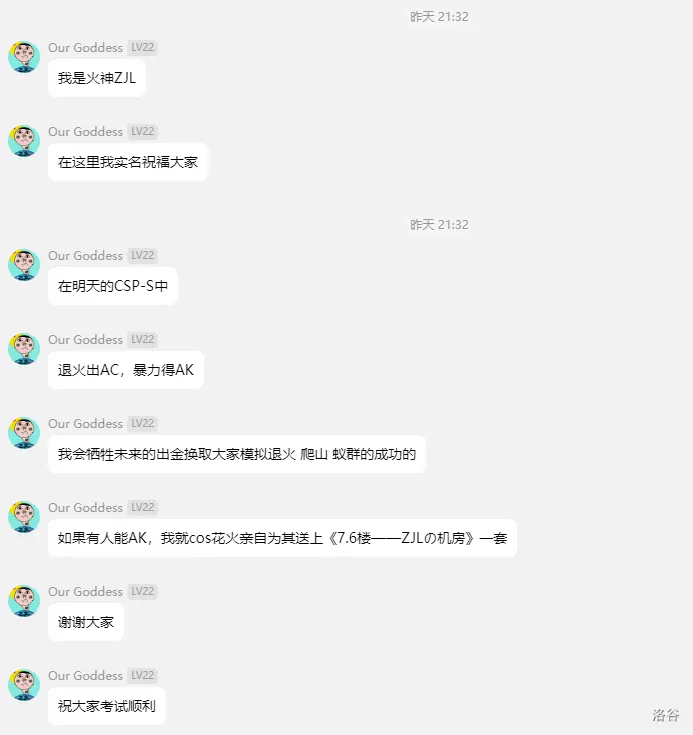 昨天 21:32
Our Goddess LV22
我是火神ZJL
Our Goddess LV22
在这里我实名祝福大家
昨天 21:32
Our Goddess LV22
在明天的CSP-S中
Our Goddess LV22
退火出AC，暴力得AK
Our Goddess LV22
我会牺牲未来的出金换取大家模拟退火 爬山 蚁群的成功的
Our Goddess LV22
如果有人能AK，我就cos花火亲自为其送上《7.6楼——ZJLの机房》一套
Our Goddess LV22
谢谢大家
Our Goddess LV22
祝大家考试顺利
洛谷